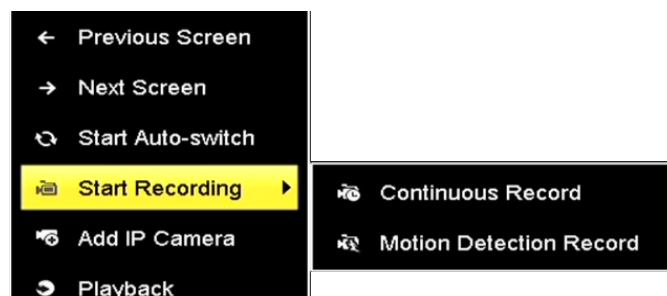 Previous Screen
Next Screen
Start Auto-switch
Start Recording
Continuous Record
Add IP Camera
Motion Detection Record
Playback